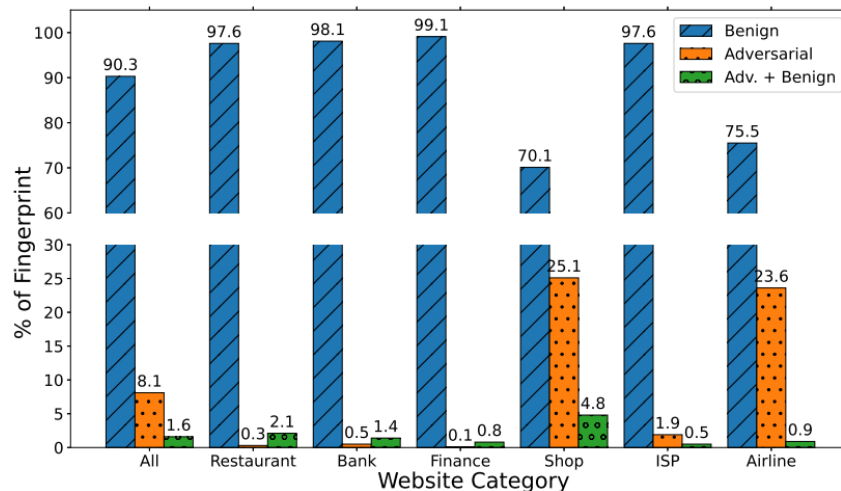 % of Fingerprint
100
90
80
70
60
30
25
20
15
10
5
0
90.3
97.6
98.1
99.1
70.1
97.6
75.5
8.1
1.6
0.3
2.1
0.5
1.4
0.1
0.8
25.1
4.8
1.9
0.5
23.6
0.9
Benign
Adversarial
Adv. + Benign
All
Restaurant
Bank
Finance
Shop
ISP
Airline
Website Category